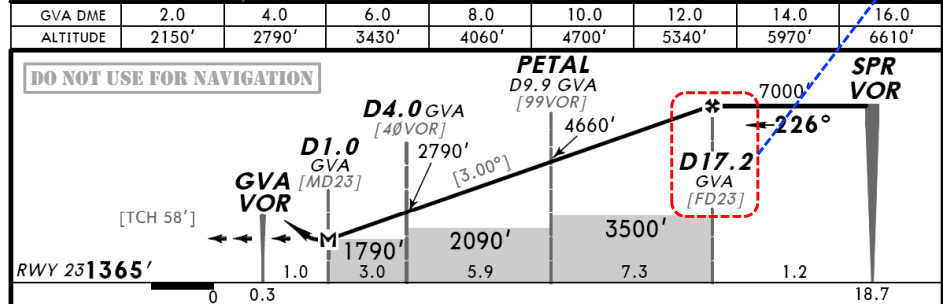 GVA DME 2.0 4.0 6.0 8.0 10.0 12.0 14.0 16.0
ALTITUDE 2150' 2790' 3430' 4060' 4700' 5340' 5970' 6610'
DO NOT USE FOR NAVIGATION
PETAL
D9.9 GVA
[99VOR]
SPR
VOR
7000'
226°
D4.0 GVA
[40VOR]
4660'
D1.0
GVA
[MD23]
2790'
[3.00°]
D17.2
GVA
[FD23]
GVA
VOR
[TCH 58']
M
1790'
2090'
3500'
RWY 23 1365'
1.0 3.0 5.9 7.3 1.2
0 0.3 18.7